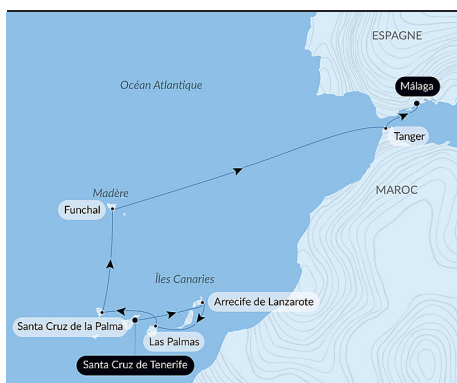 ESPAGNE
Océan Atlantique
Málaga
Tanger
MAROC
Madère
Funchal
Îles Canaries
Arrecife de Lanzarote
Santa Cruz de la Palma
Las Palmas
Santa Cruz de Tenerife